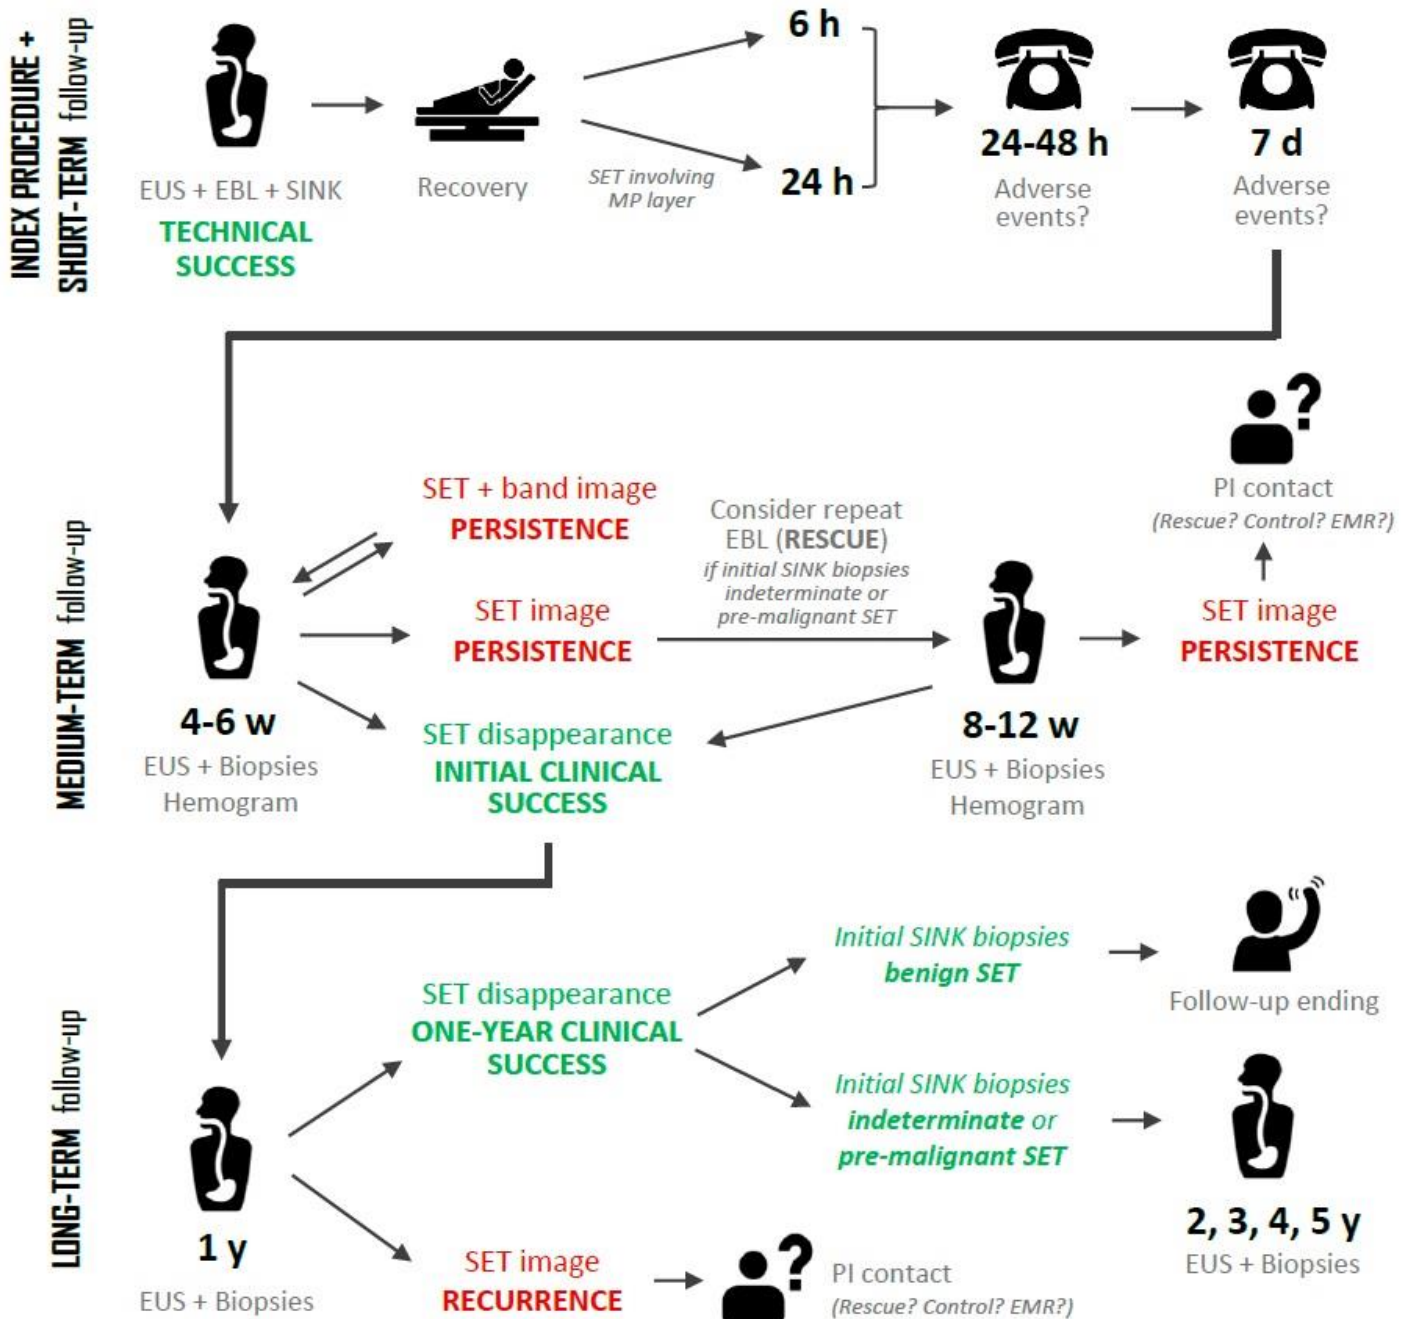 INDEX PROCEDURE +
SHORT-TERM follow-up
EUS + EBL + SINK
TECHNICAL
SUCCESS
Recovery
6 h
SET involving
MP layer
24 h
24-48 h
Adverse
events?
7 d
Adverse
events?
MEDIUM-TERM follow-up
4-6 w
EUS + Biopsies
Hemogram
SET + band image
PERSISTENCE
SET image
PERSISTENCE
SET disappearance
INITIAL CLINICAL
SUCCESS
Consider repeat
EBL (RESCUE)
if initial SINK biopsies
indeterminate or
pre-malignant SET
8-12 w
EUS + Biopsies
Hemogram
?
PI contact
(Rescue? Control? EMR?)
SET image
PERSISTENCE
LONG-TERM follow-up
1 y
EUS + Biopsies
SET disappearance
ONE-YEAR CLINICAL
SUCCESS
Initial SINK biopsies
benign SET
Follow-up ending
Initial SINK biopsies
indeterminate or
pre-malignant SET
2, 3, 4, 5 y
EUS + Biopsies
SET image
RECURRENCE
?
PI contact
(Rescue? Control? EMR?)